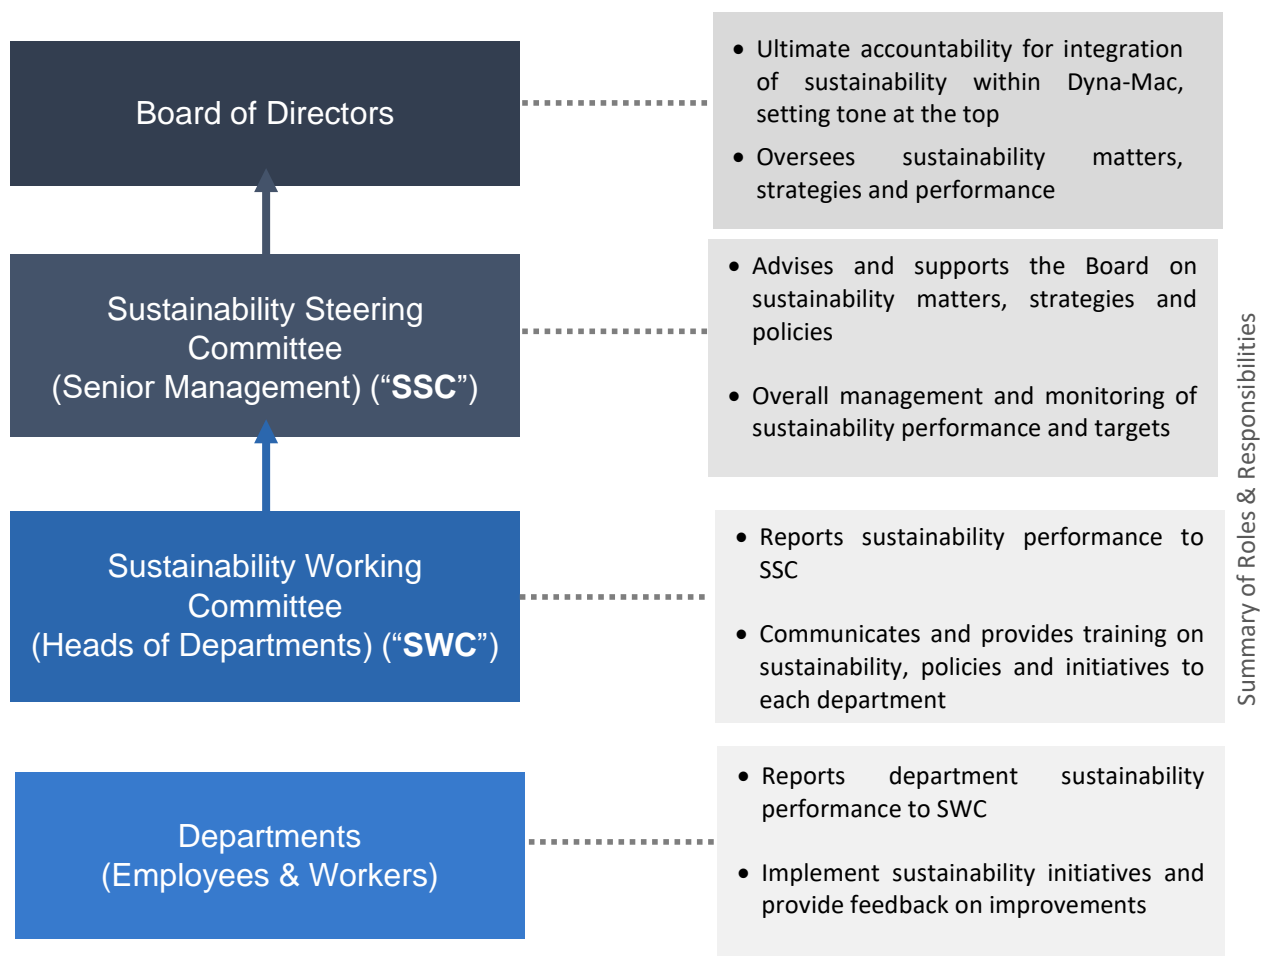 Board of Directors
• Ultimate accountability for integration
of sustainability within Dyna-Mac,
setting tone at the top
• Oversees sustainability matters,
strategies and performance
Sustainability Steering
Committee
(Senior Management) (“SSC”)
• Advises and supports the Board on
sustainability matters, strategies and
policies
• Overall management and monitoring of
sustainability performance and targets
Sustainability Working
Committee
(Heads of Departments) (“SWC”)
• Reports sustainability performance to
SSC
• Communicates and provides training on
sustainability, policies and initiatives to
each department
Departments
(Employees & Workers)
• Reports department sustainability
performance to SWC
• Implement sustainability initiatives and
provide feedback on improvements
Summary of Roles & Responsibilities